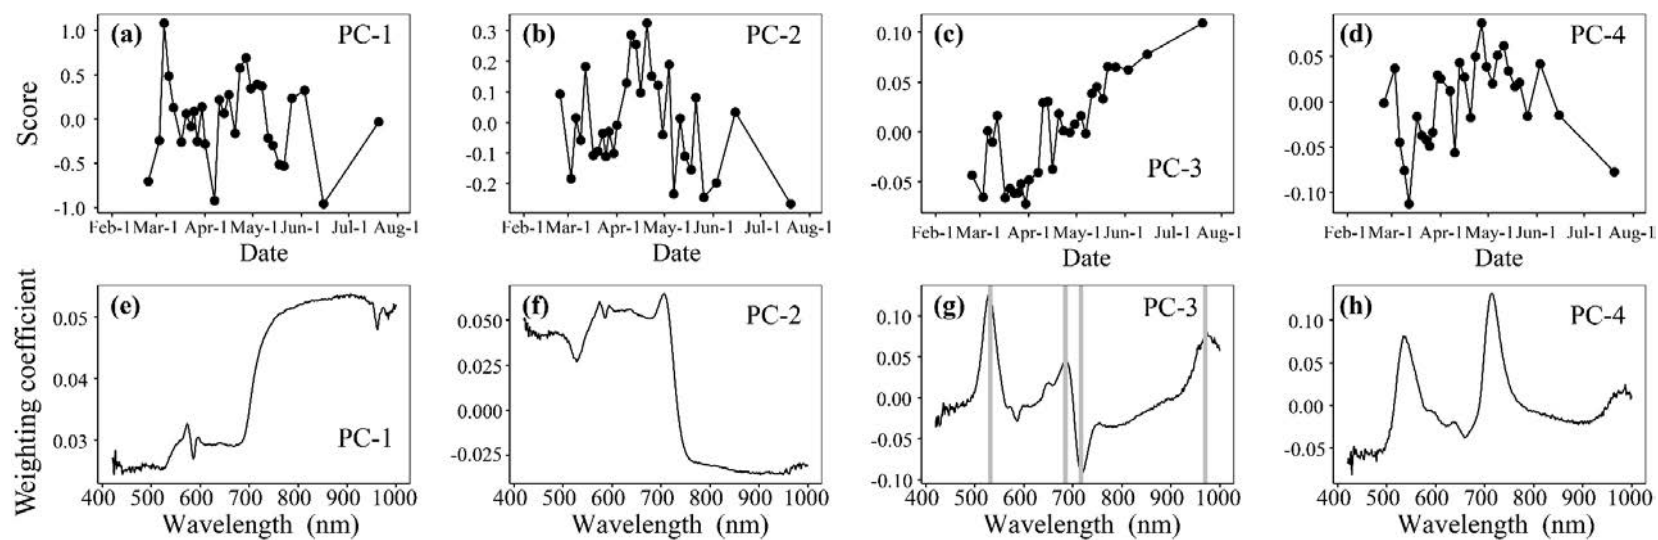 (a) PC-1
1.0
0.5
0.0
-0.5
-1.0
Score
Feb-1 Mar-1 Apr-1 May-1 Jun-1 Jul-1 Aug-1
Date
(b) PC-2
0.3
0.2
0.1
0.0
-0.1
-0.2
Feb-1 Mar-1 Apr-1 May-1 Jun-1 Jul-1 Aug-1
Date
(c)
0.10
0.05
0.00
-0.05
PC-3
Feb-1 Mar-1 Apr-1 May-1 Jun-1 Jul-1 Aug-1
Date
(d) PC-4
0.05
0.00
-0.05
-0.10
Feb-1 Mar-1 Apr-1 May-1 Jun-1 Jul-1 Aug-1
Date
(e)
0.05
0.04
0.03
PC-1
Weighting coefficient
400 500 600 700 800 900 1000
Wavelength (nm)
(f) PC-2
0.050
0.025
0.000
-0.025
400 500 600 700 800 900 1000
Wavelength (nm)
(g) PC-3
0.10
0.05
0.00
-0.05
-0.10
400 500 600 700 800 900 1000
Wavelength (nm)
(h) PC-4
0.10
0.05
0.00
-0.05
400 500 600 700 800 900 1000
Wavelength (nm)